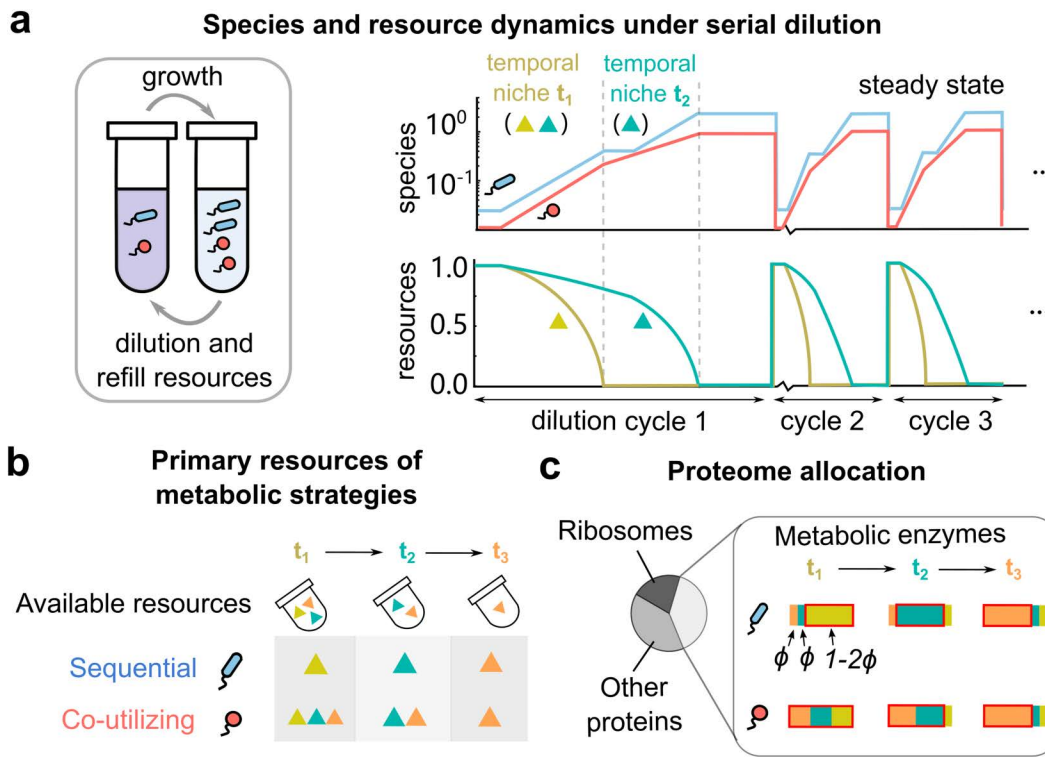 a
Species and resource dynamics under serial dilution
growth
dilution and
refill resources
temporal
niche t1
( )
temporal
niche t2
( )
steady state
species
10^0
10^-1
..
resources
1.0
0.5
0.0
..
dilution cycle 1
cycle 2
cycle 3
b
Primary resources of
metabolic strategies
t1
t2
t3
Available resources
Sequential
Co-utilizing
c
Proteome allocation
Ribosomes
Other
proteins
Metabolic enzymes
t1
t2
t3
ϕ ϕ 1-2ϕ